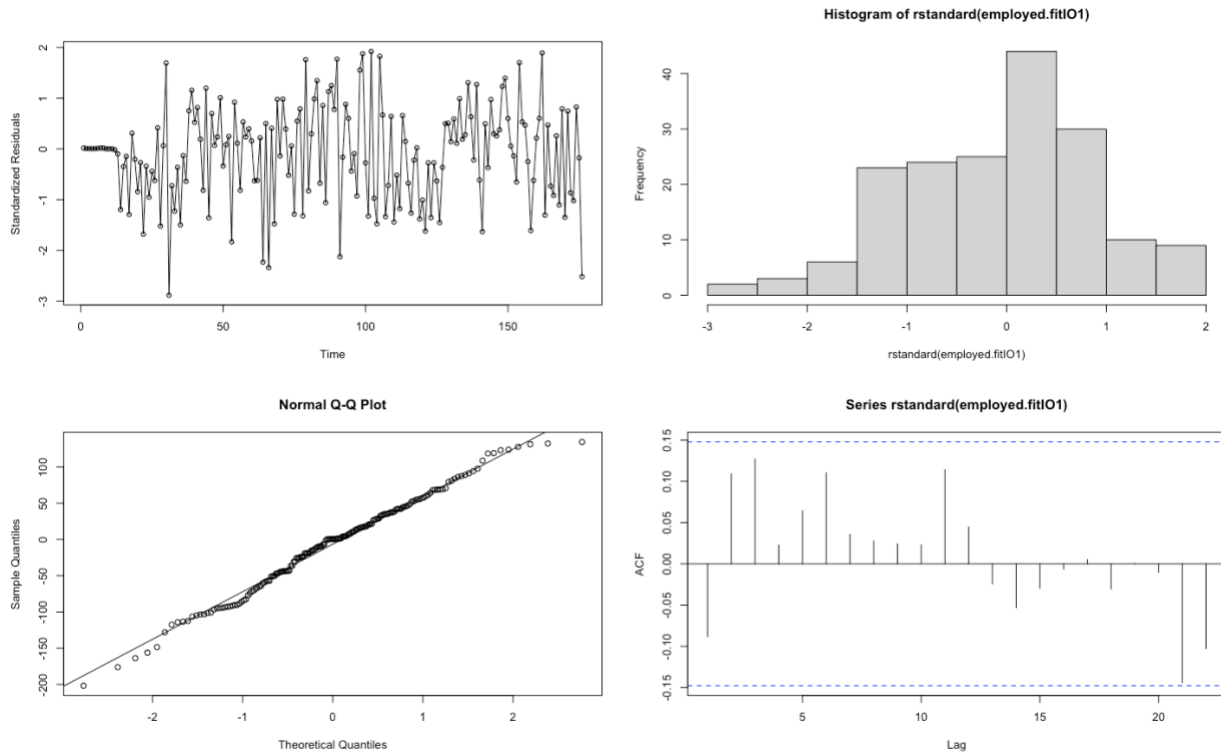 Standardized Residuals
2
1
0
-1
-2
-3
0 50 100 150
Time
Histogram of rstandard(employed.fitIO1)
Frequency
40
30
20
10
0
-3 -2 -1 0 1 2
rstandard(employed.fitIO1)
Normal Q-Q Plot
Sample Quantiles
100
50
0
-50
-100
-150
-200
-2 -1 0 1 2
Theoretical Quantiles
Series rstandard(employed.fitIO1)
ACF
0.15
0.10
0.05
0.00
-0.05
-0.10
-0.15
5 10 15 20
Lag